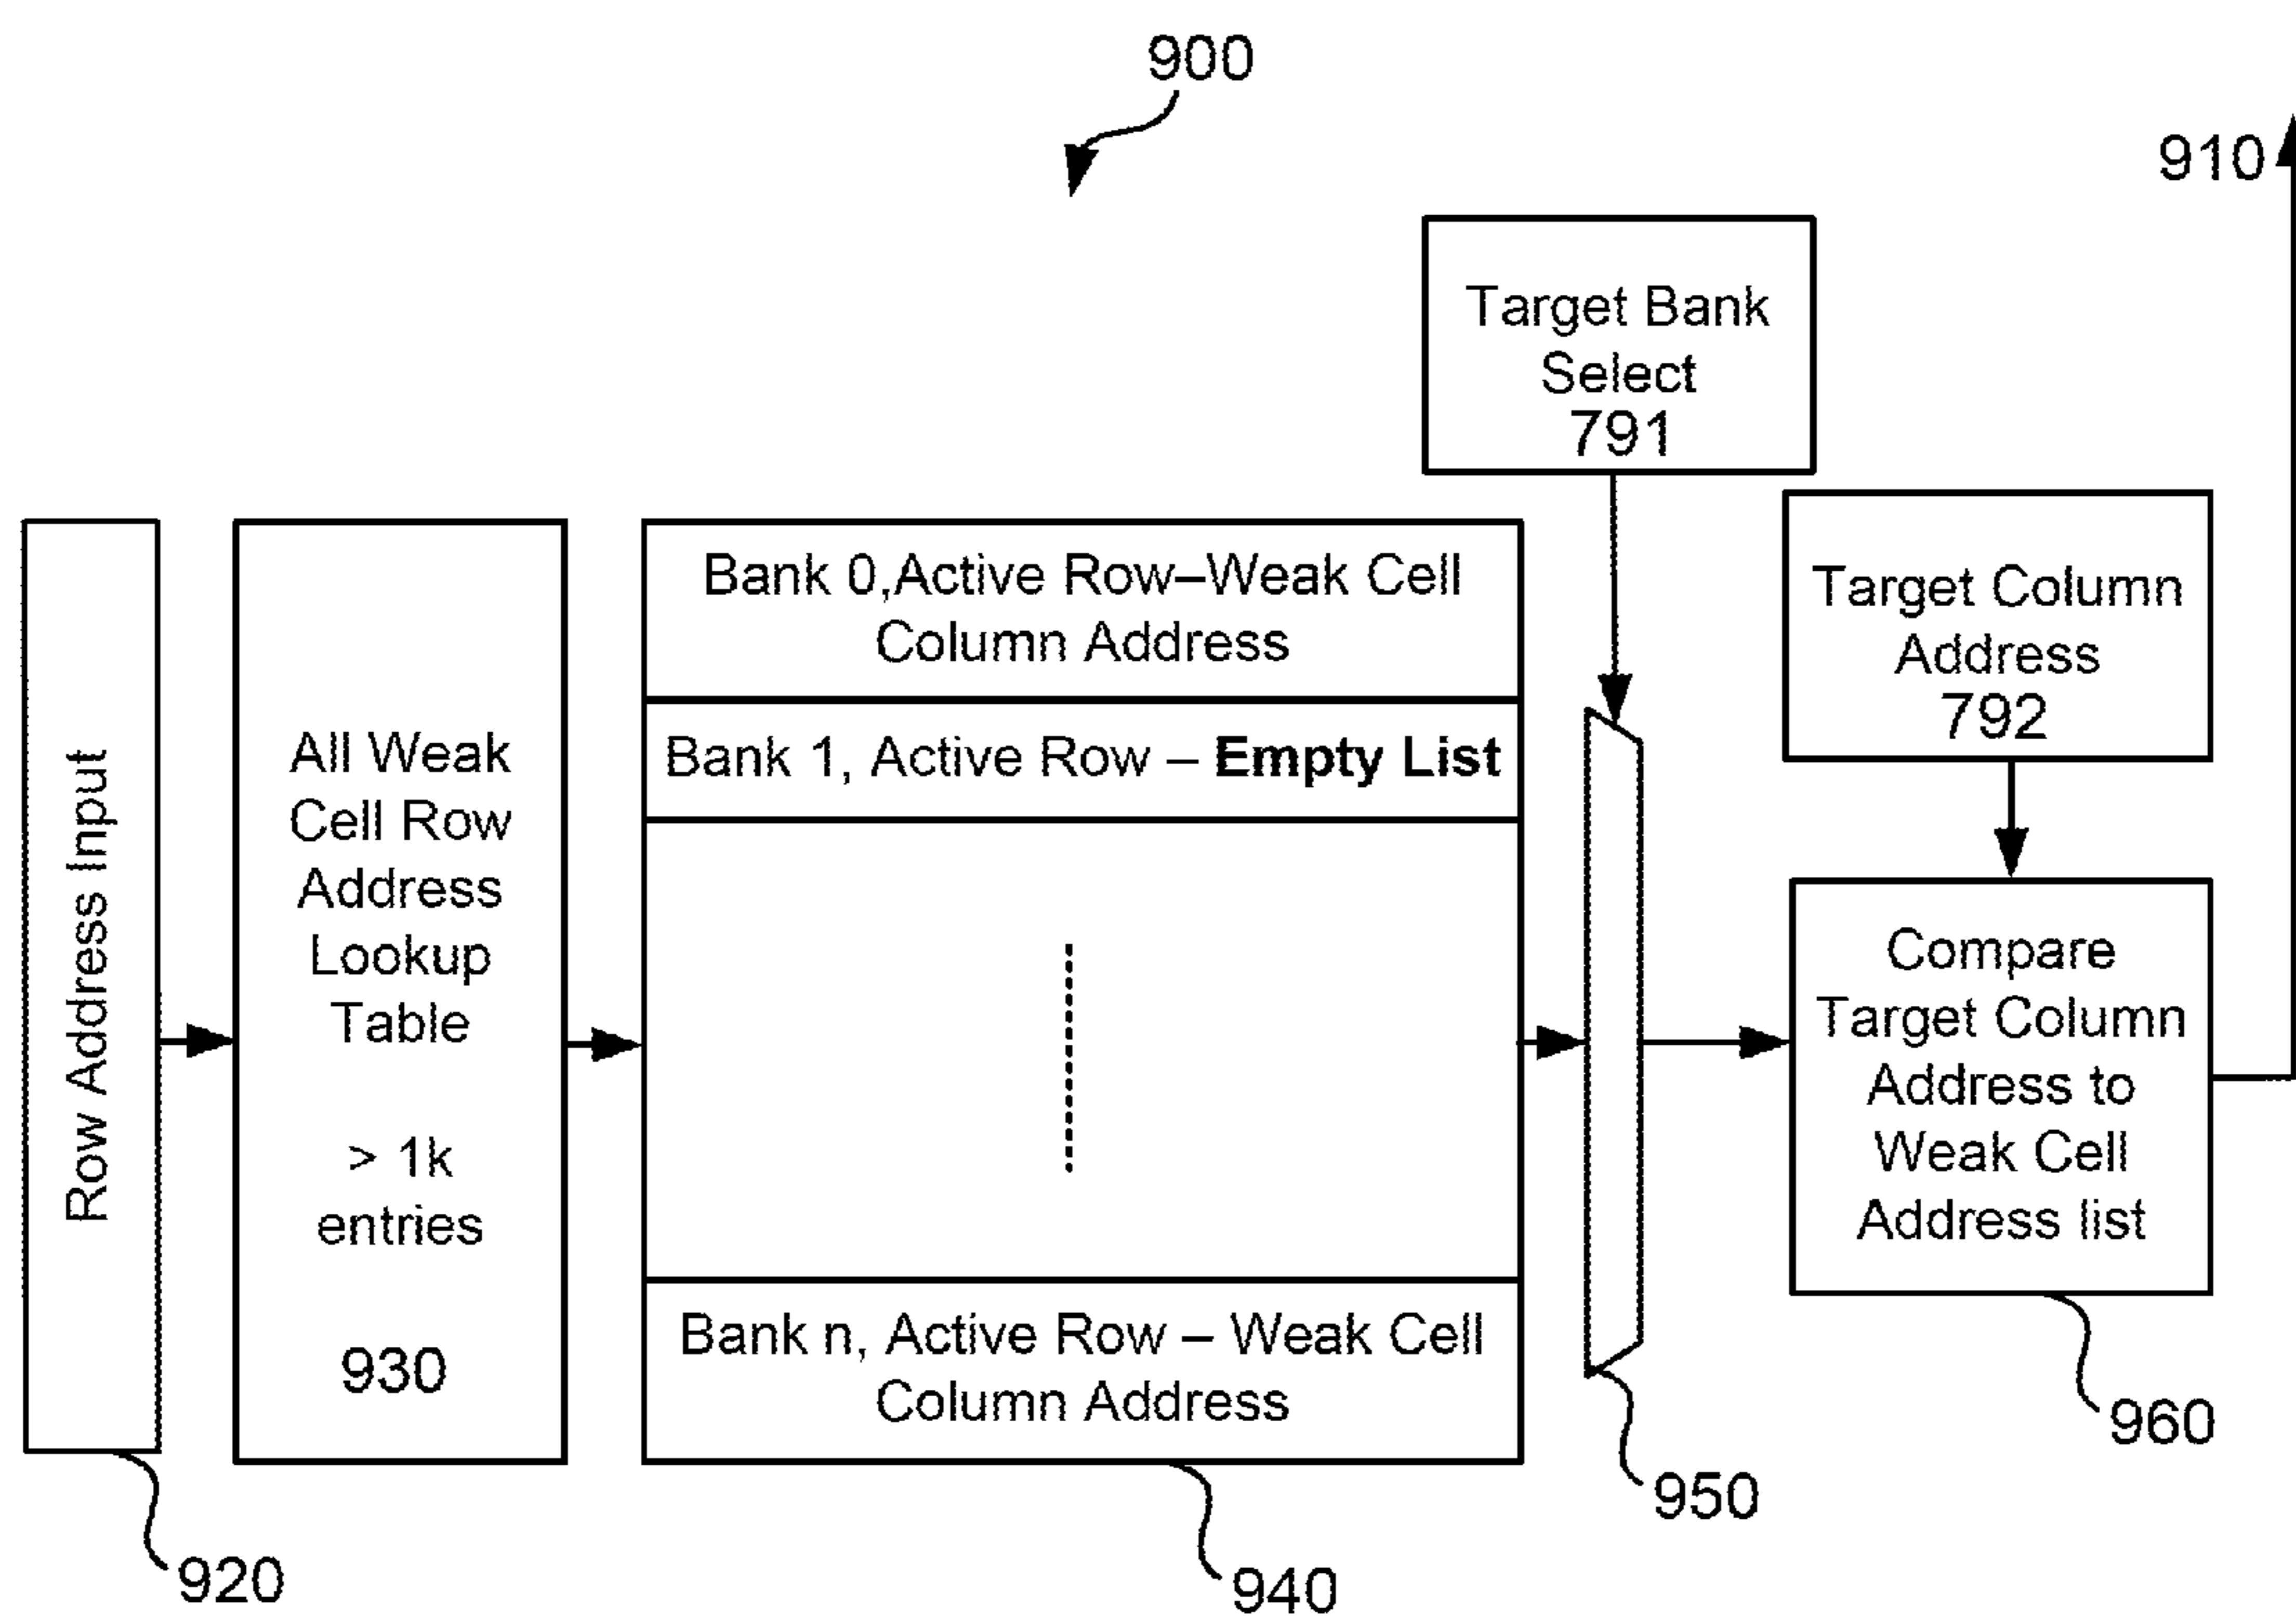 900
910
Target Bank
Select
791
Target Column
Address
792
Row Address Input
All Weak
Cell Row
Address
Lookup
Table
> 1k
entries
930
Bank 0,Active Row–Weak Cell
Column Address
Bank 1, Active Row – Empty List
Bank n, Active Row – Weak Cell
Column Address
Compare
Target Column
Address to
Weak Cell
Address list
920
940
950
960